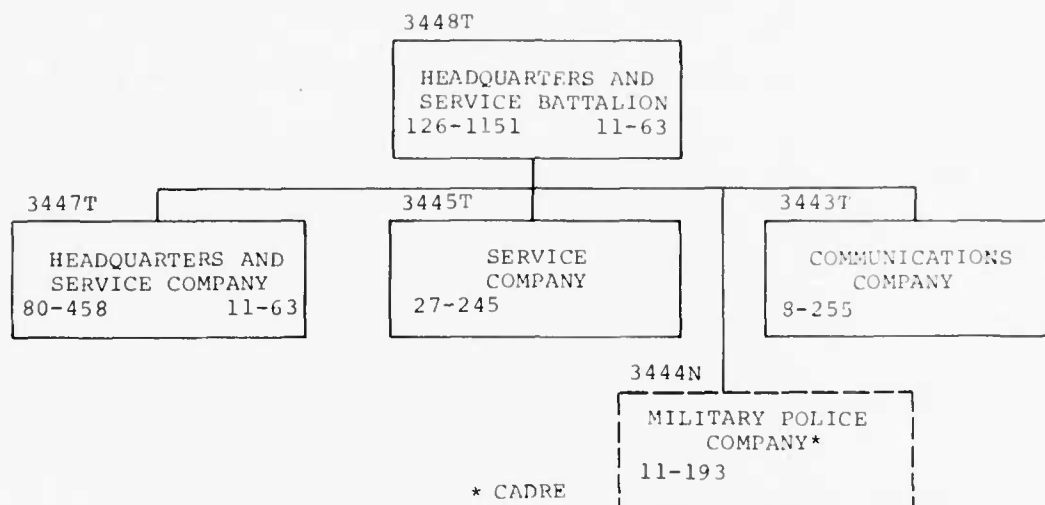 3448T
HEADQUARTERS AND
SERVICE BATTALION
126-1151 11-63
3447T
HEADQUARTERS AND
SERVICE COMPANY
80-458 11-63
3445T
SERVICE
COMPANY
27-245
3443T
COMMUNICATIONS
COMPANY
8-255
3444N
MILITARY POLICE
COMPANY*
11-193
* CADRE